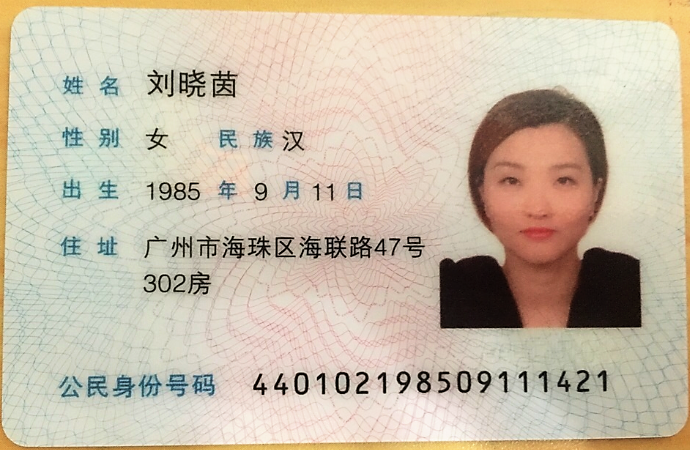 姓名 刘晓茵
性别 女 民族 汉
出生 1985 年 9 月 11 日
住址 广州市海珠区海联路47号
302房
公民身份号码 440102198509111421